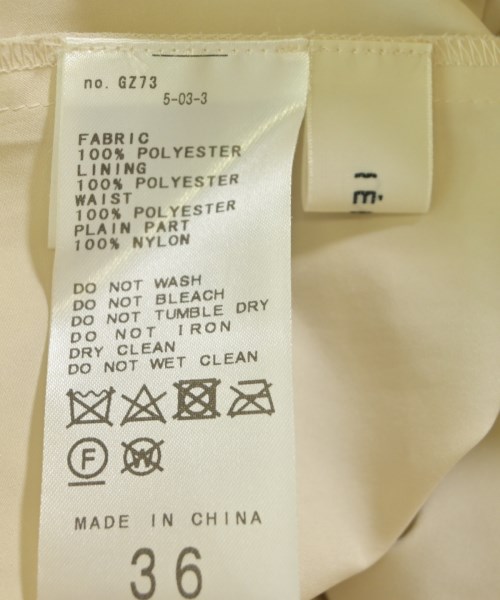 no. GZ73
5-03-3
FABRIC
100% POLYESTER
LINING
100% POLYESTER
WAIST
100% POLYESTER
PLAIN PART
100% NYLON
DO NOT WASH
DO NOT BLEACH
DO NOT TUMBLE DRY
DO NOT IRON
DRY CLEAN
DO NOT WET CLEAN
F W
MADE IN CHINA
36